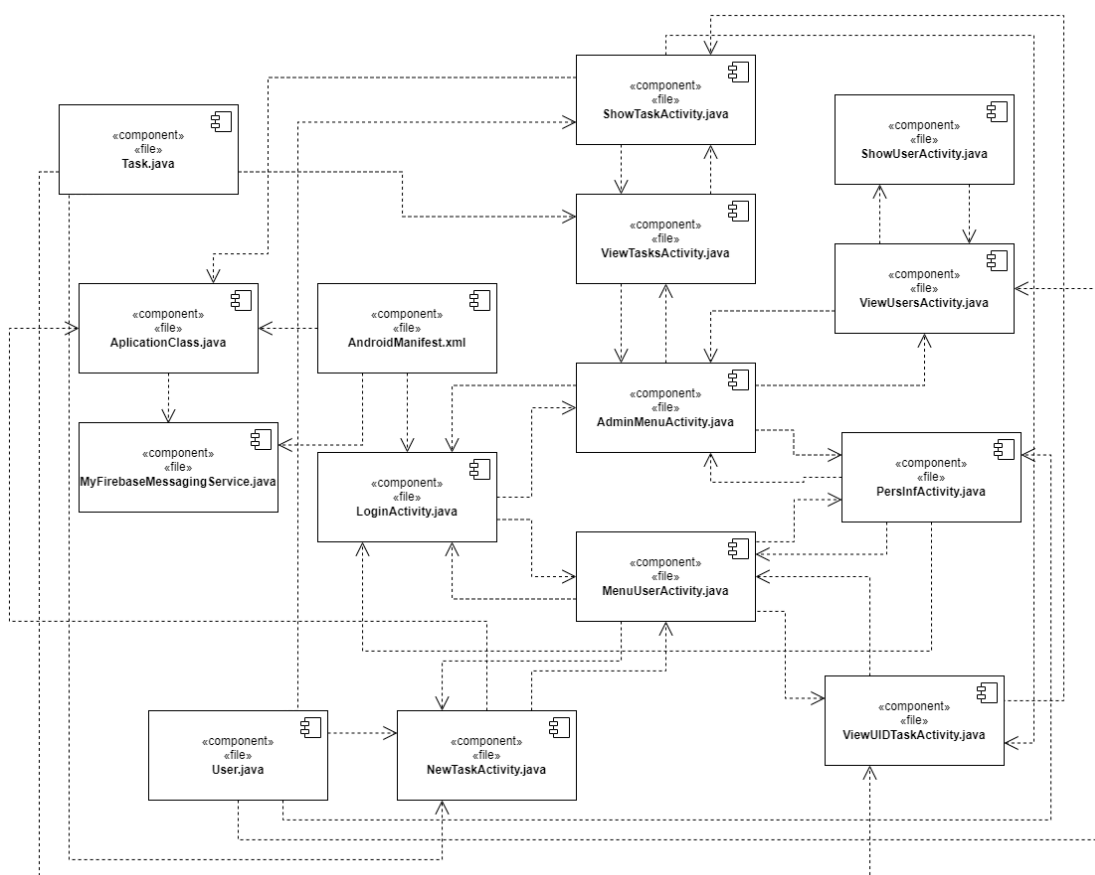 «component»
«file»
ShowTaskActivity.java
«component»
«file»
ShowUserActivity.java
«component»
«file»
Task.java
«component»
«file»
ViewTasksActivity.java
«component»
«file»
ViewUsersActivity.java
«component»
«file»
AplicationClass.java
«component»
«file»
AndroidManifest.xml
«component»
«file»
AdminMenuActivity.java
«component»
«file»
MyFirebaseMessagingService.java
«component»
«file»
LoginActivity.java
«component»
«file»
PersInfActivity.java
«component»
«file»
MenuUserActivity.java
«component»
«file»
ViewUIDTaskActivity.java
«component»
«file»
User.java
«component»
«file»
NewTaskActivity.java